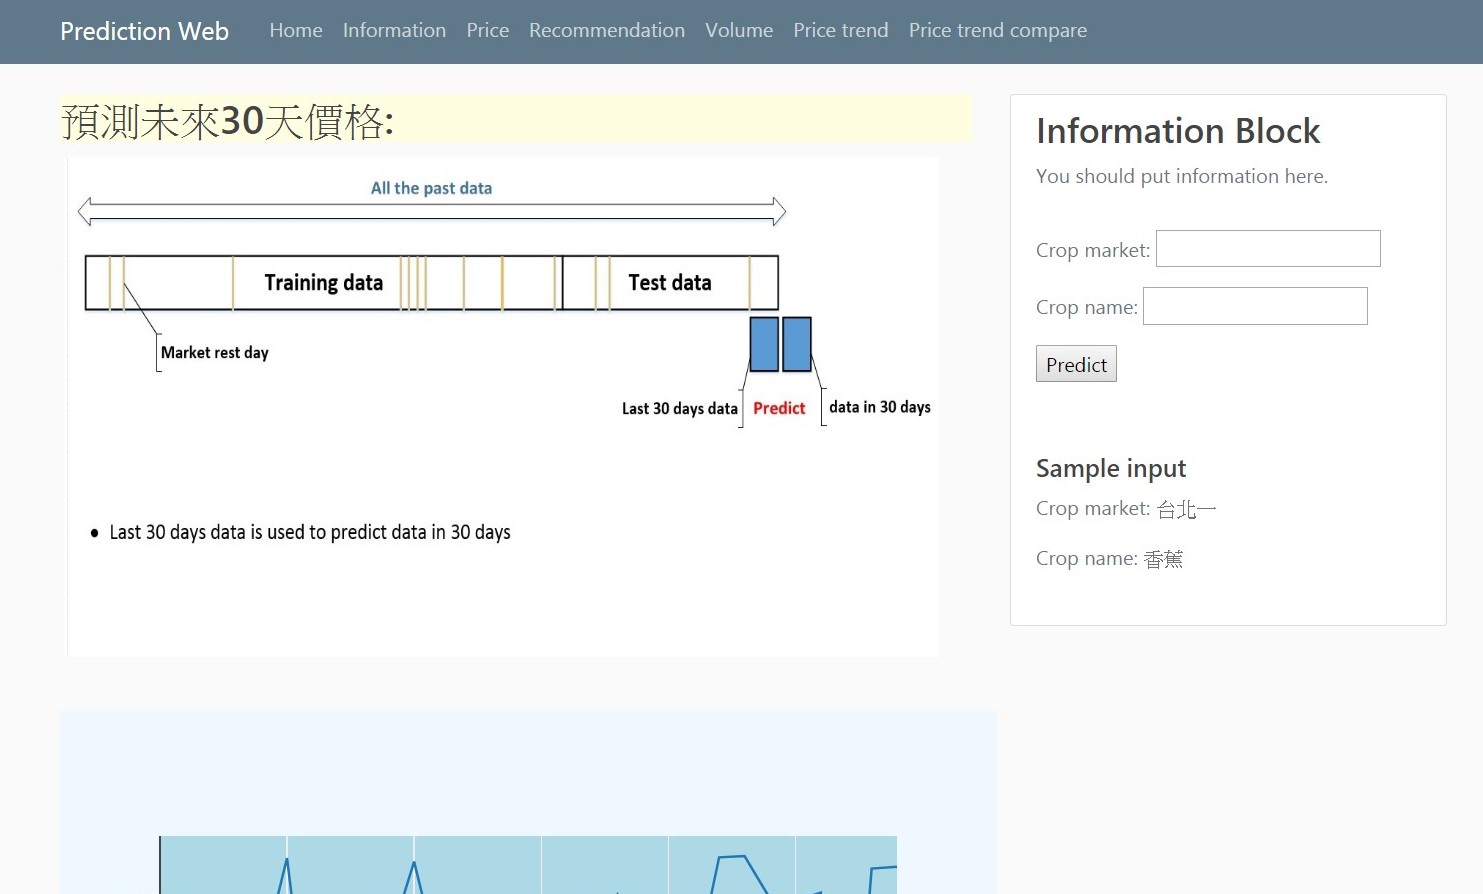 Prediction Web Home Information Price Recommendation Volume Price trend Price trend compare
預測未來30天價格:
All the past data
Training data Test data
Market rest day
Last 30 days data Predict data in 30 days
● Last 30 days data is used to predict data in 30 days
Information Block
You should put information here.
Crop market:
Crop name:
Predict
Sample input
Crop market: 台北一
Crop name: 香蕉